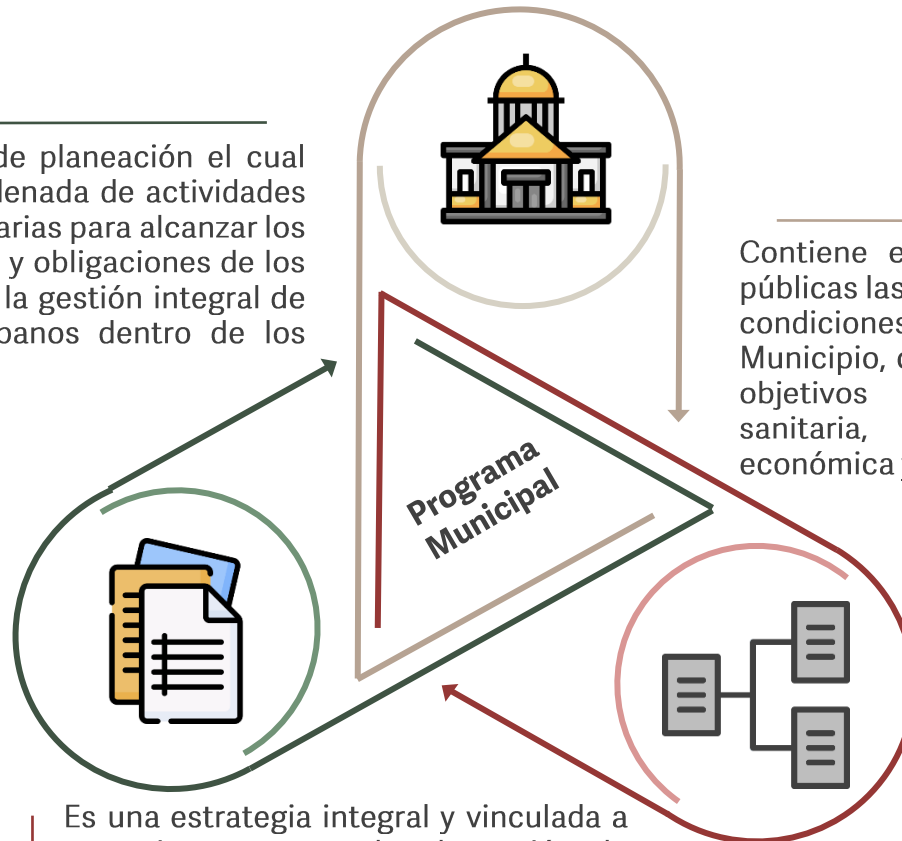 de planeación el cual
denada de actividades
arias para alcanzar los
y obligaciones de los
la gestión integral de
banos dentro de los
Contiene e
públicas las
condiciones
Municipio,
objetivos
sanitaria,
económica
Programa
Municipal
Es una estrategia integral y vinculada a